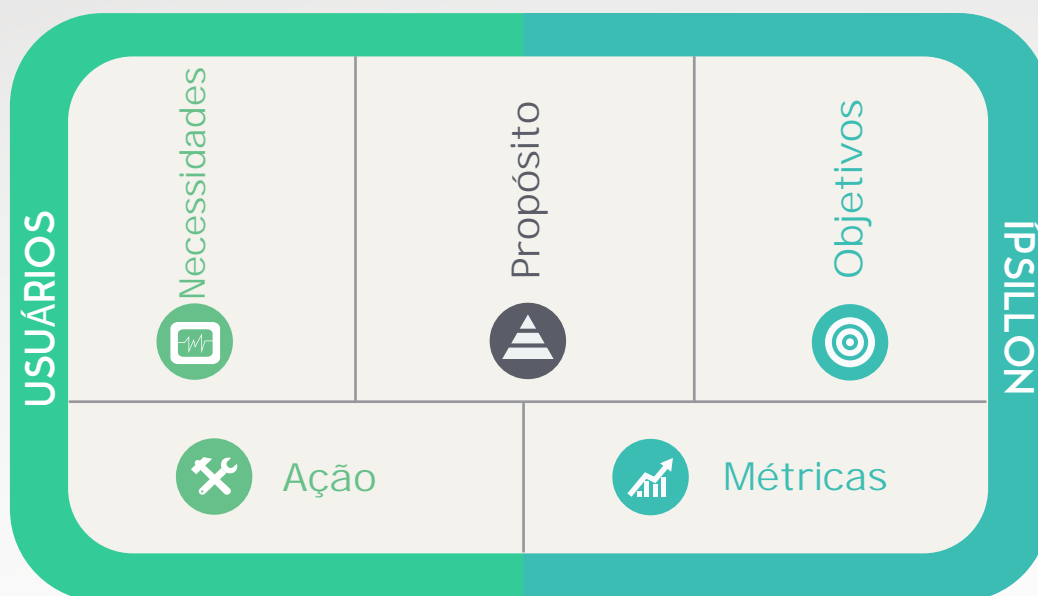 USUÁRIOS
Necessidades
Propósito
Objetivos
ÍPSILLON
Ação
Métricas